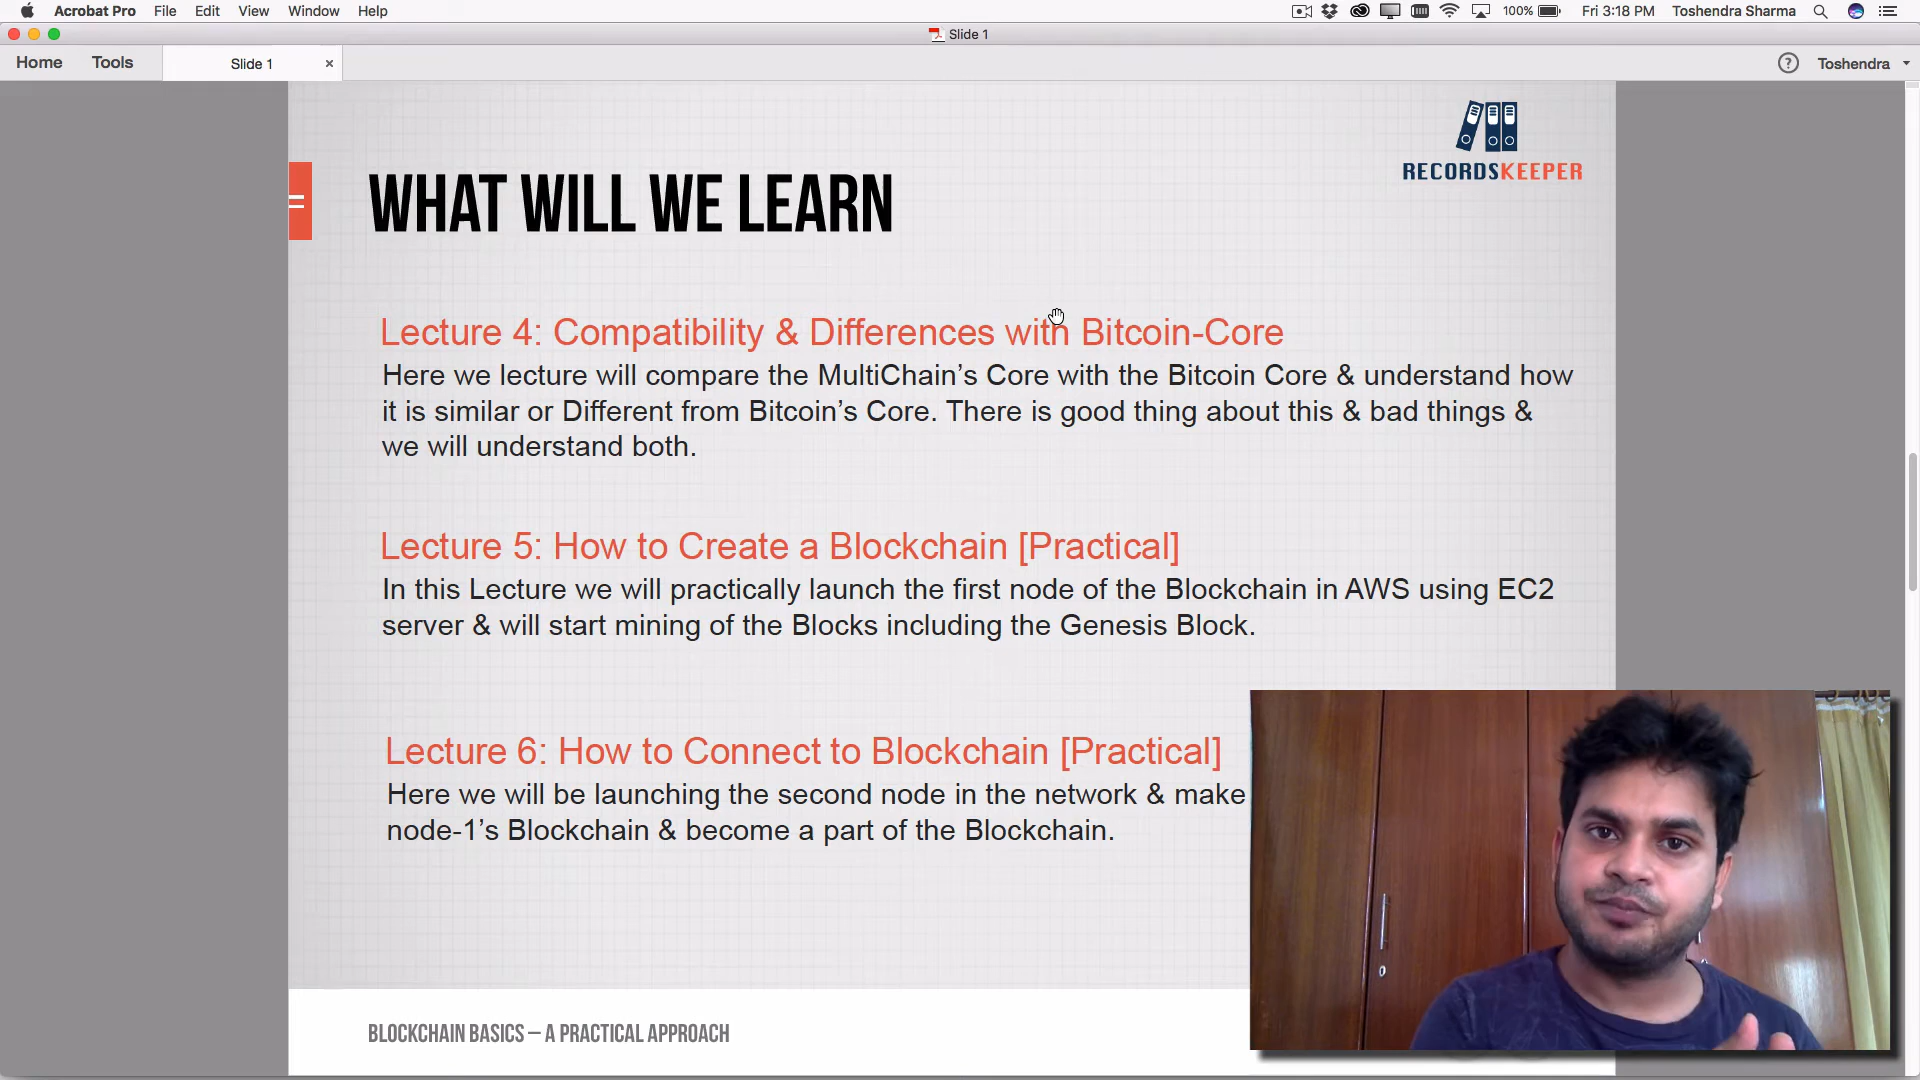 Acrobat Pro File Edit View Window Help 100% Fri 3:18 PM Toshendra Sharma
Slide 1
Home Tools Slide 1 × ? Toshendra
RECORDSKEEPER
WHAT WILL WE LEARN
Lecture 4: Compatibility & Differences with Bitcoin-Core
Here we lecture will compare the MultiChain’s Core with the Bitcoin Core & understand how
it is similar or Different from Bitcoin’s Core. There is good thing about this & bad things &
we will understand both.
Lecture 5: How to Create a Blockchain [Practical]
In this Lecture we will practically launch the first node of the Blockchain in AWS using EC2
server & will start mining of the Blocks including the Genesis Block.
Lecture 6: How to Connect to Blockchain [Practical]
Here we will be launching the second node in the network & make
node-1’s Blockchain & become a part of the Blockchain.
BLOCKCHAIN BASICS – A PRACTICAL APPROACH